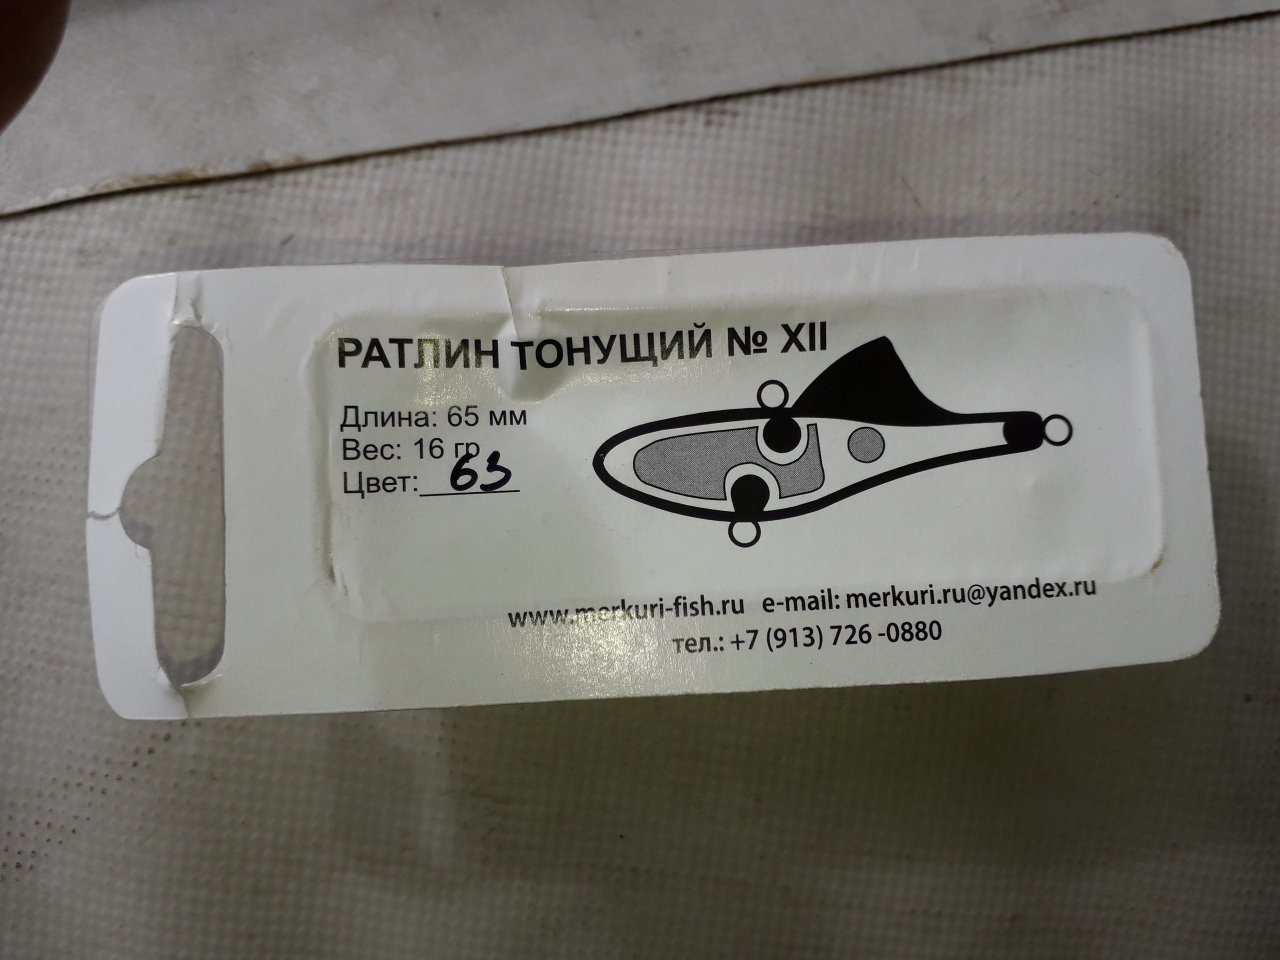 РАТЛИН ТОНУЩИЙ № XII
Длина: 65 мм
Вес: 16 гр
Цвет: 63
www.merkuri-fish.ru e-mail: merkuri.ru@yandex.ru
тел.: +7 (913) 726 -0880